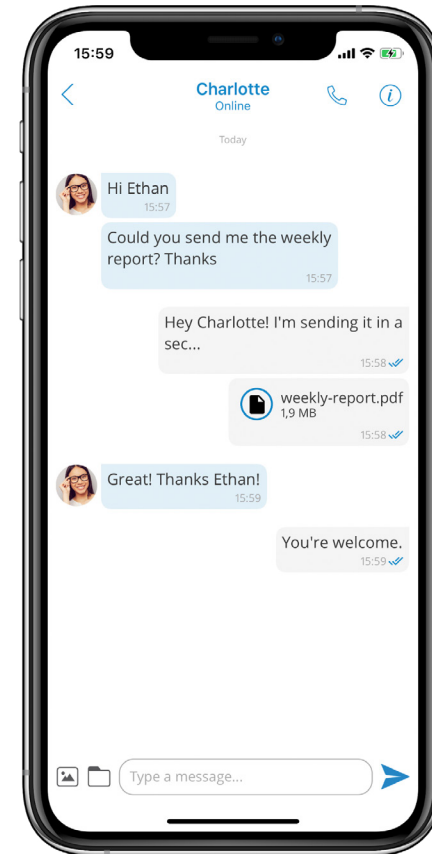 15:59
Charlotte
Online
Today
Hi Ethan
15:57
Could you send me the weekly
report? Thanks
15:57
Hey Charlotte! I'm sending it in a
sec...
15:58
weekly-report.pdf
1,9 MB
15:58
Great! Thanks Ethan!
15:59
You're welcome.
15:59
Type a message...